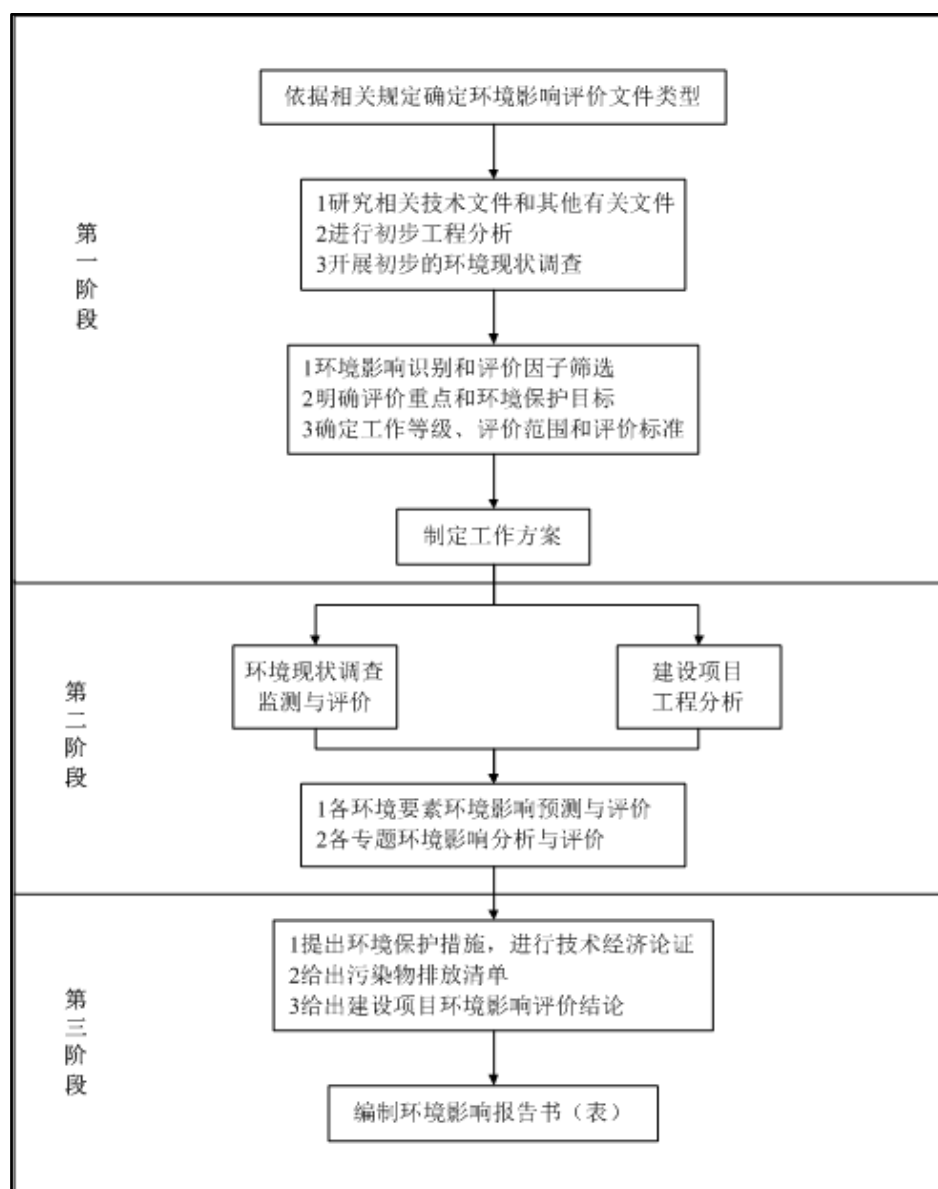 依据相关规定确定环境影响评价文件类型
第一阶段
1研究相关技术文件和其他有关文件
2进行初步工程分析
3开展初步的环境现状调查
1环境影响识别和评价因子筛选
2明确评价重点和环境保护目标
3确定工作等级、评价范围和评价标准
制定工作方案
第二阶段
环境现状调查
监测与评价
建设项目
工程分析
1各环境要素环境影响预测与评价
2各专题环境影响分析与评价
第三阶段
1提出环境保护措施，进行技术经济论证
2给出污染物排放清单
3给出建设项目环境影响评价结论
编制环境影响报告书（表）